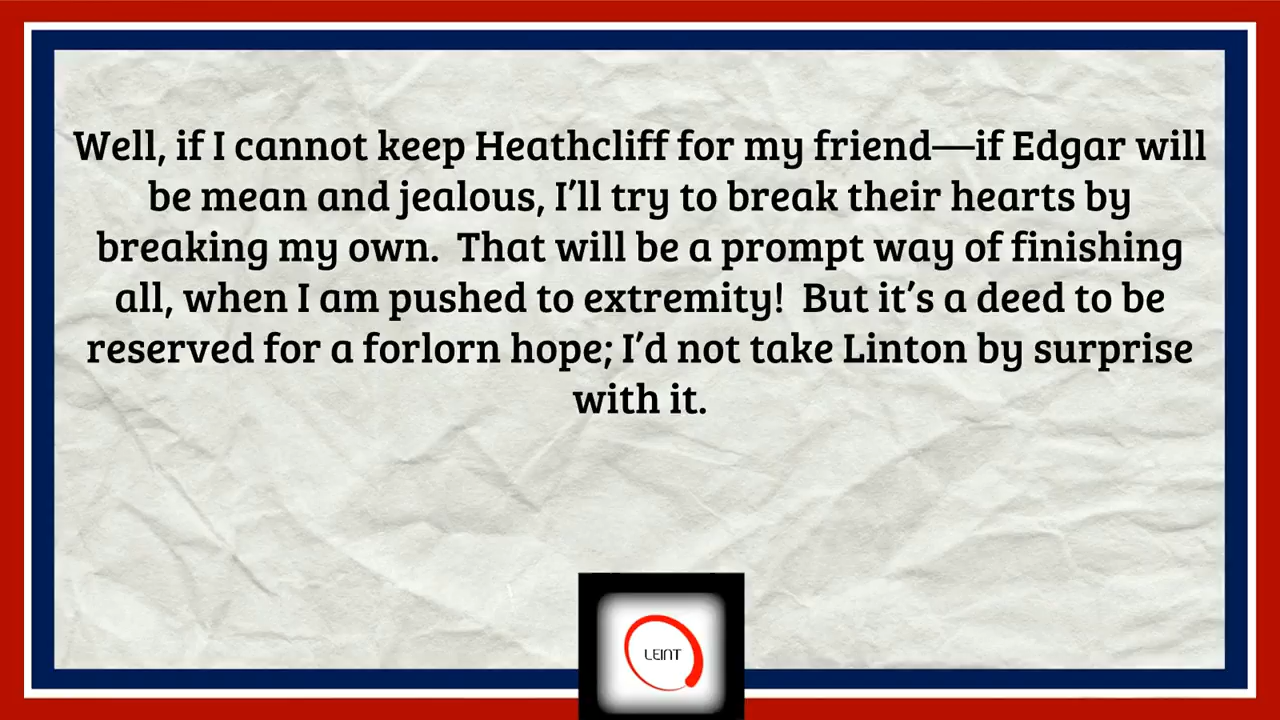 Well, if I cannot keep Heathcliff for my friend—if Edgar will
be mean and jealous, I’ll try to break their hearts by
breaking my own.  That will be a prompt way of finishing
all, when I am pushed to extremity!  But it’s a deed to be
reserved for a forlorn hope; I’d not take Linton by surprise
with it.
LEINT